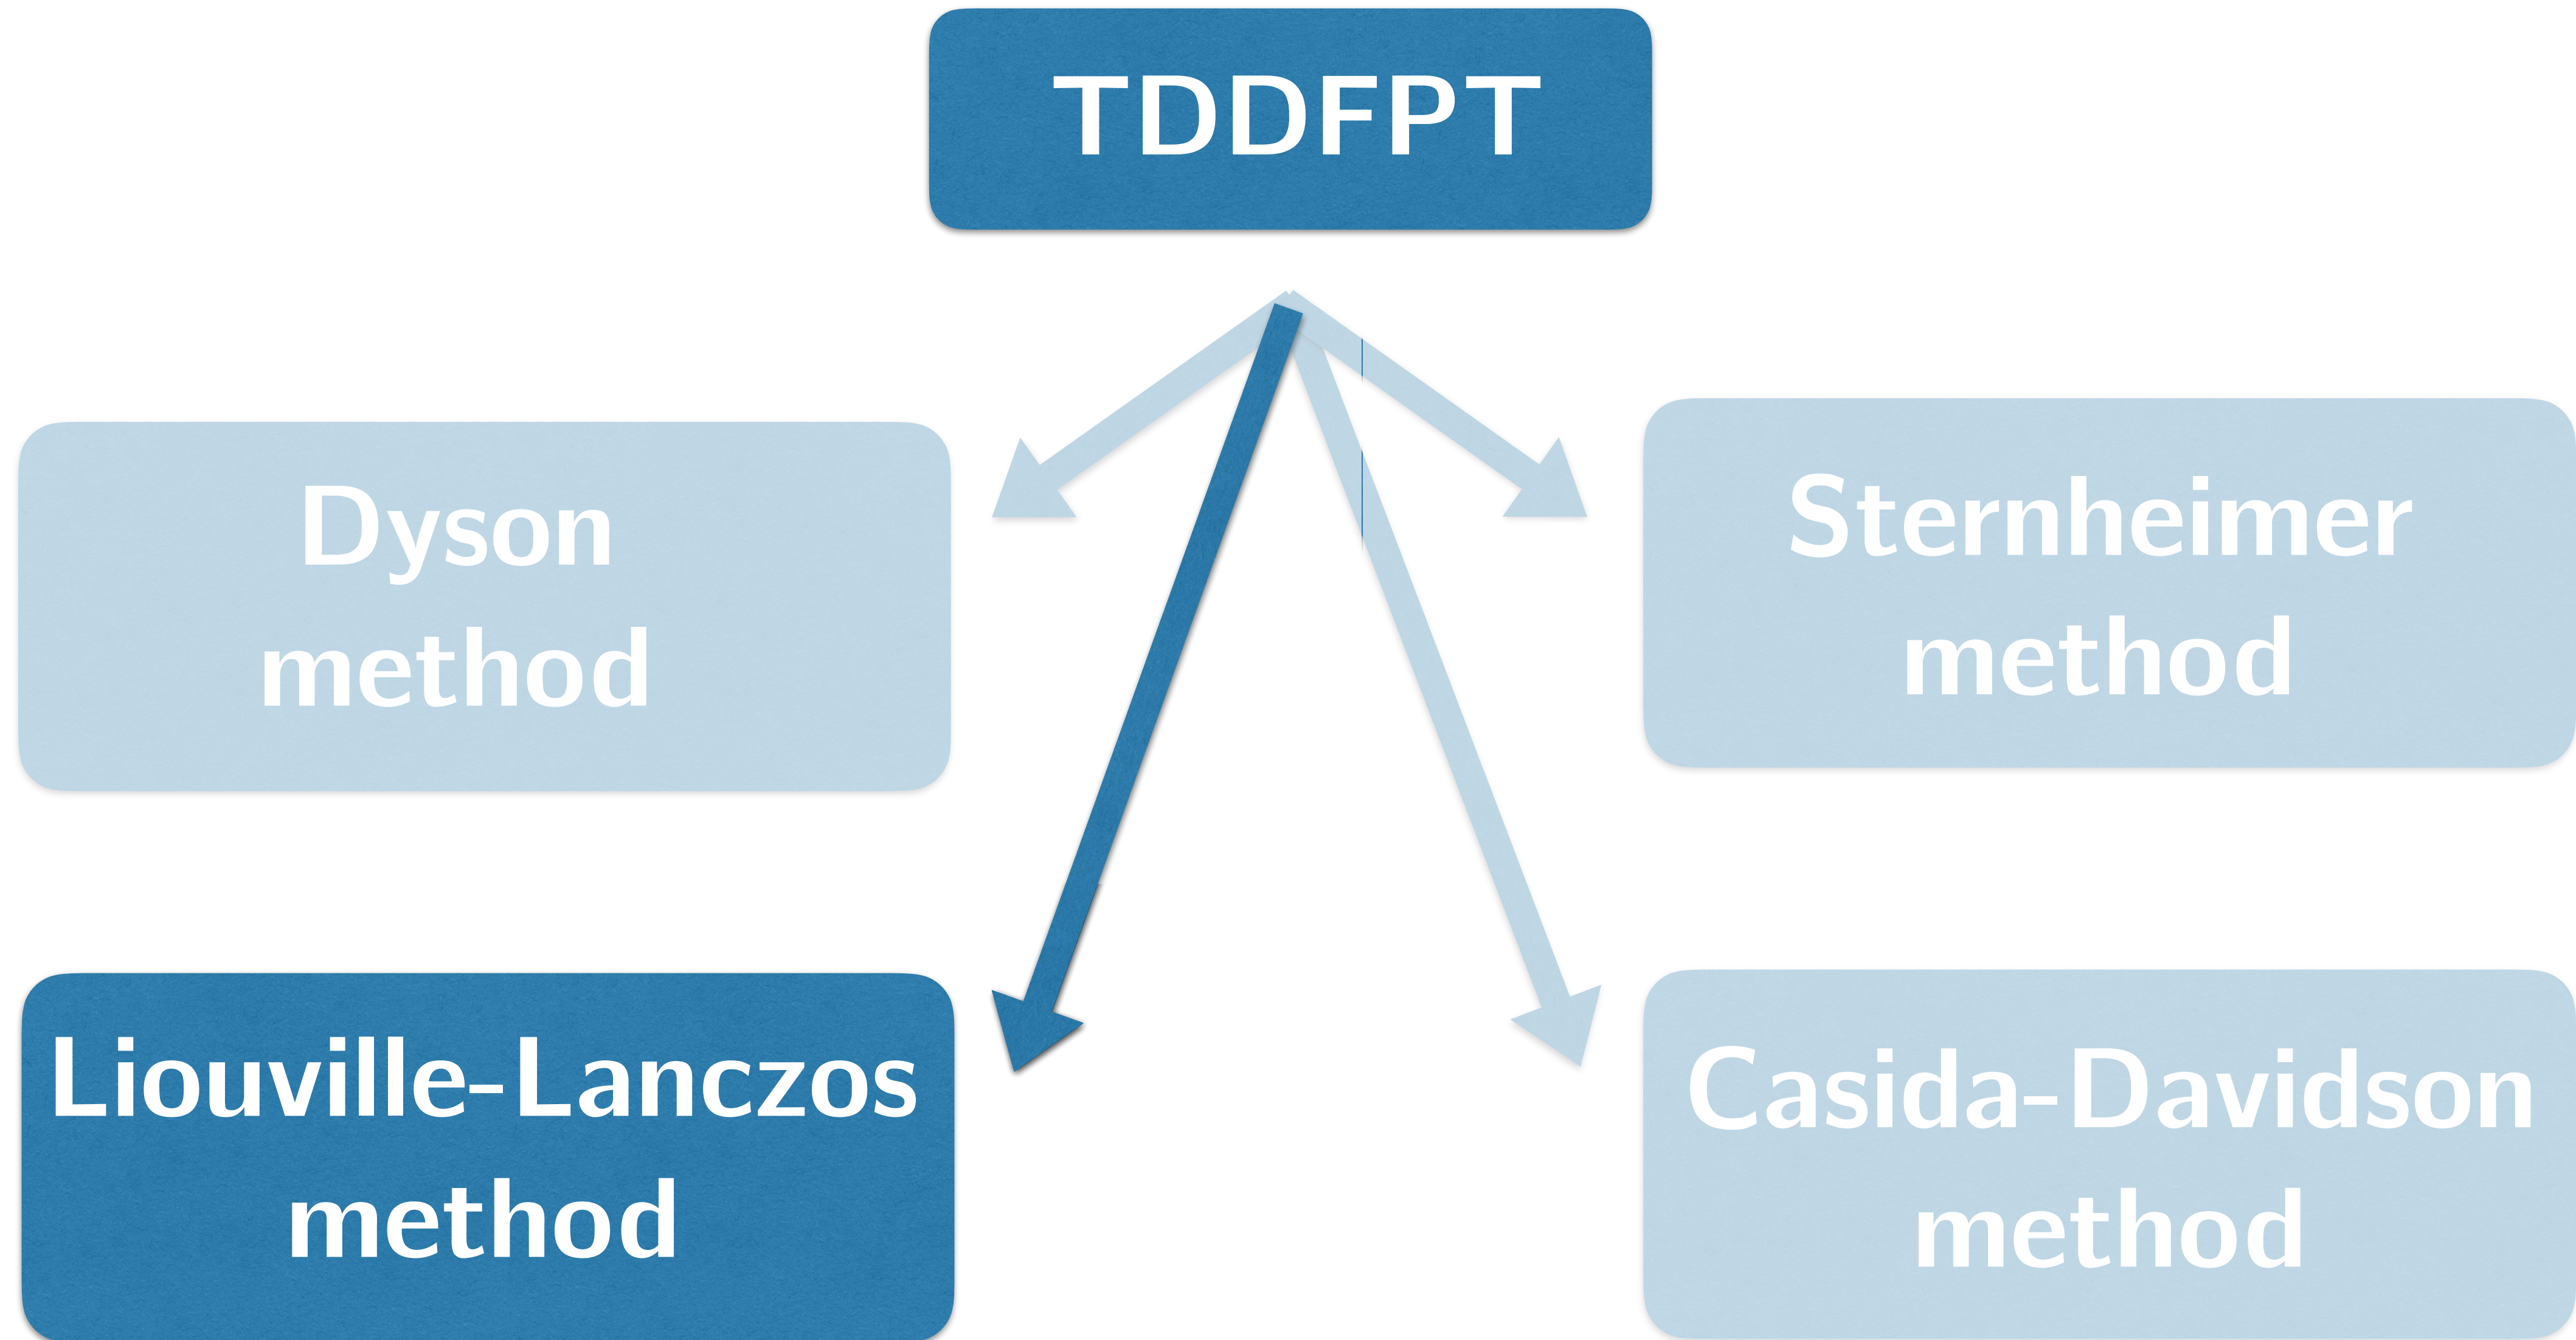 TDDFPT
Dyson
method
Sternheimer
method
Liouville-Lanczos
method
Casida-Davidson
method